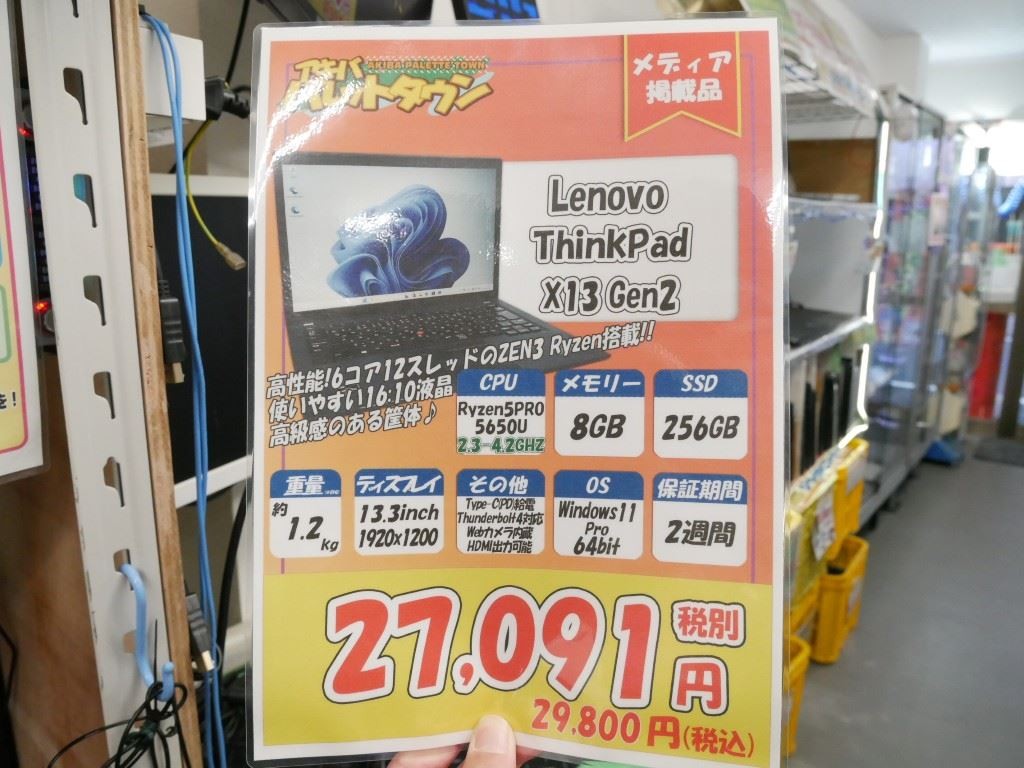 アキバ AKIBA PALETTE TOWN
パレットタウン
メディア
掲載品
Lenovo
ThinkPad
X13 Gen2
高性能!6コア12スレッドのZEN3 Ryzen搭載!!
使いやすい16:10液晶
高級感のある筐体♪
CPU
Ryzen5PRO
5650U
2.3-4.2GHZ
メモリー
8GB
SSD
256GB
重量
約
1.2kg
ディスプレイ
13.3inch
1920x1200
その他
Type-C(PD)給電
Thunderbolt4対応
Webカメラ内蔵
HDMI出力可能
OS
Windows11
Pro
64bit
保証期間
2週間
27,091 税別
円
29,800円(税込)